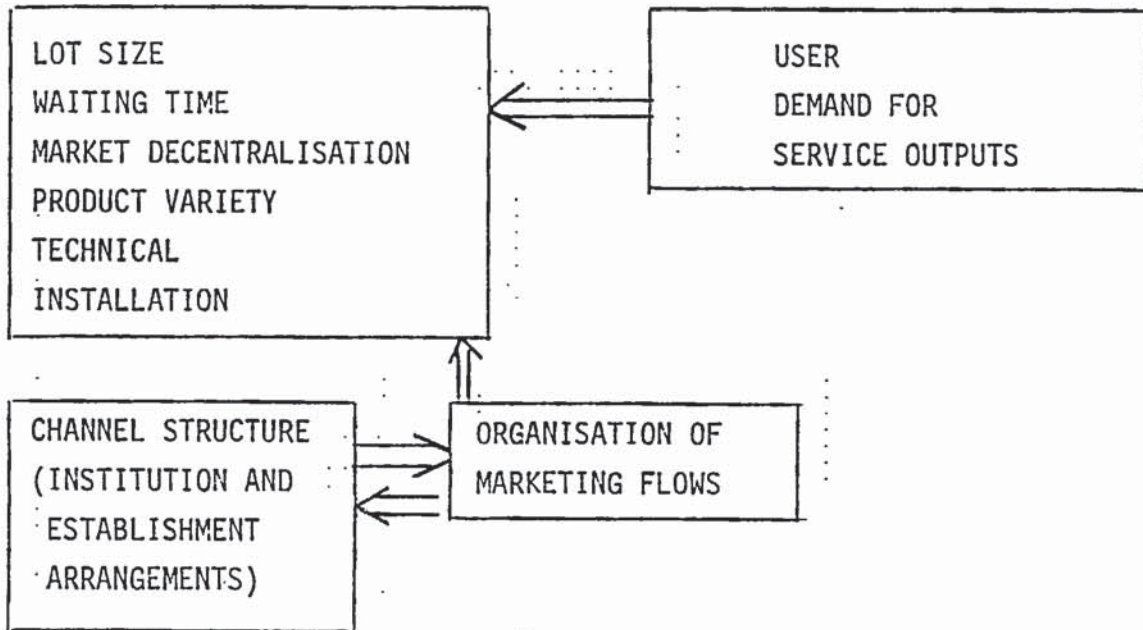 LOT SIZE
WAITING TIME
MARKET DECENTRALISATION
PRODUCT VARIETY
TECHNICAL
INSTALLATION
USER
DEMAND FOR
SERVICE OUTPUTS
CHANNEL STRUCTURE
(INSTITUTION AND
ESTABLISHMENT
ARRANGEMENTS)
ORGANISATION OF
MARKETING FLOWS